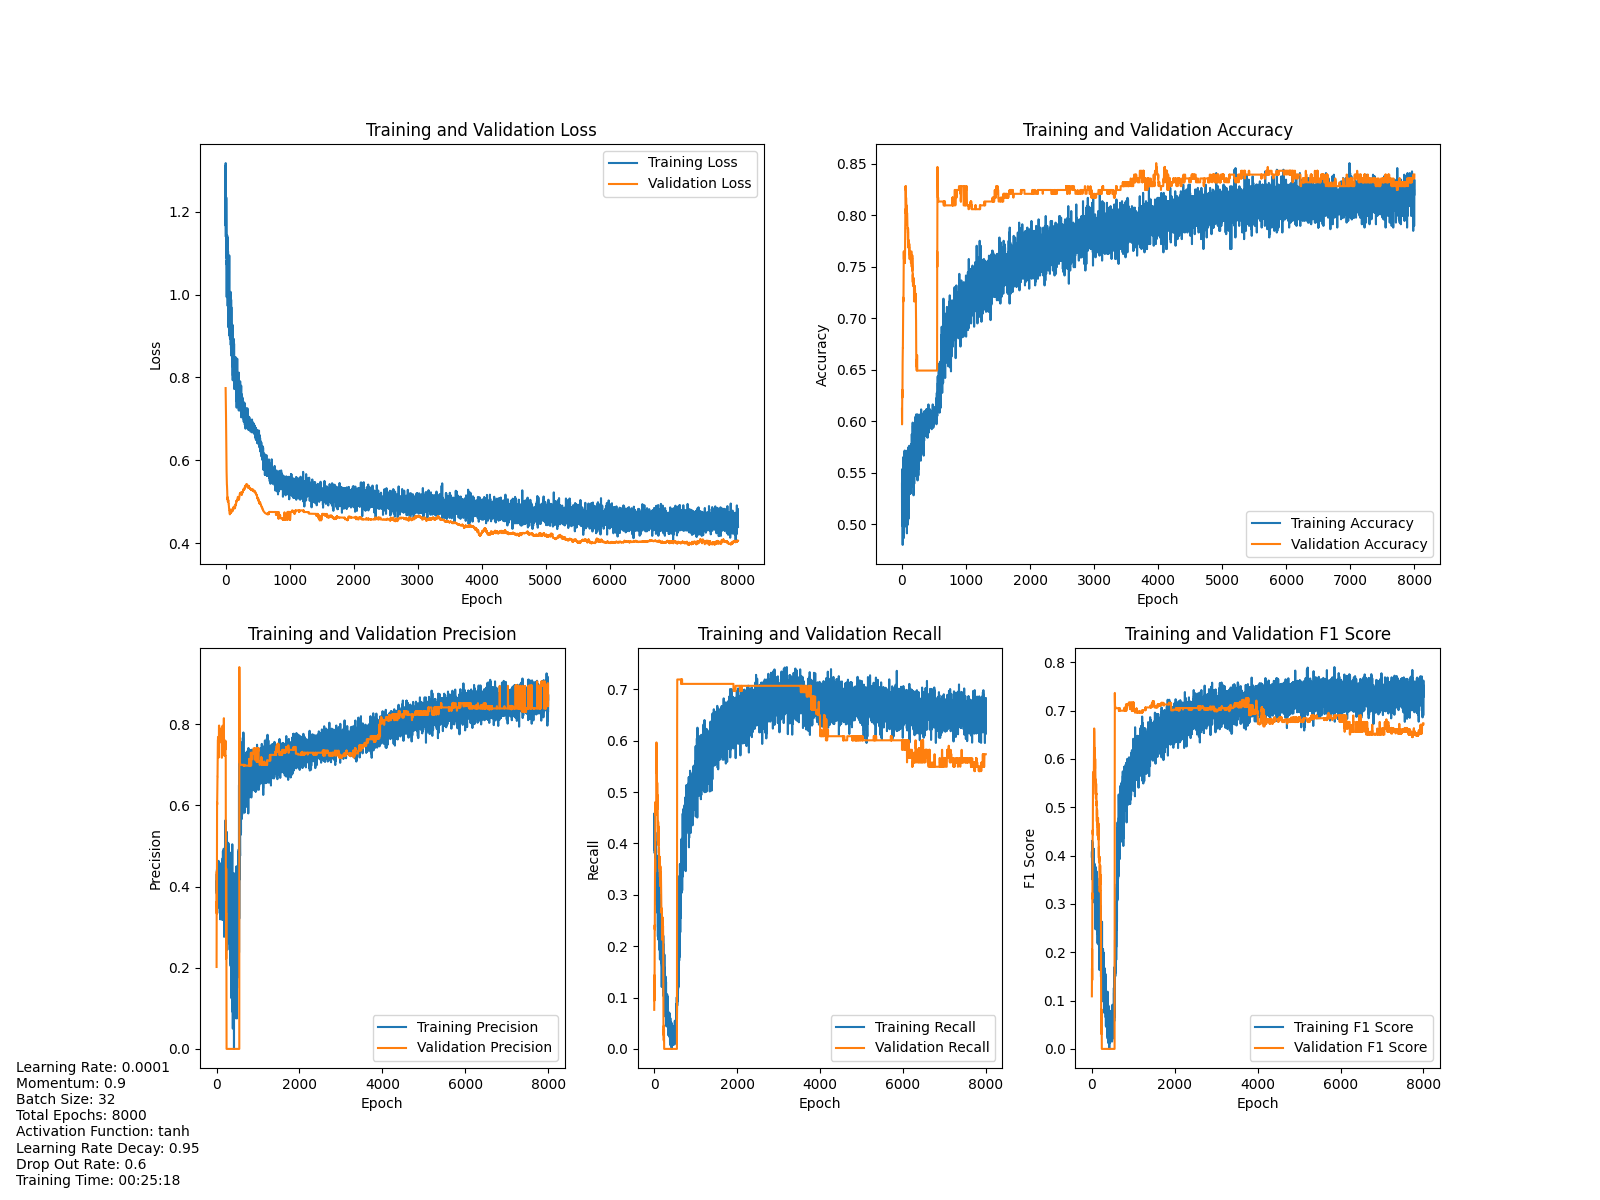 Training and Validation Loss
Training Loss
Validation Loss
1.2
1.0
0.8
0.6
0.4
Loss
0 1000 2000 3000 4000 5000 6000 7000 8000
Epoch
Training and Validation Accuracy
0.85
0.80
0.75
0.70
0.65
0.60
0.55
0.50
Accuracy
Training Accuracy
Validation Accuracy
0 1000 2000 3000 4000 5000 6000 7000 8000
Epoch
Training and Validation Precision
0.8
0.6
0.4
0.2
0.0
Precision
Training Precision
Validation Precision
0 2000 4000 6000 8000
Epoch
Training and Validation Recall
0.7
0.6
0.5
0.4
0.3
0.2
0.1
0.0
Recall
Training Recall
Validation Recall
0 2000 4000 6000 8000
Epoch
Training and Validation F1 Score
0.8
0.7
0.6
0.5
0.4
0.3
0.2
0.1
0.0
F1 Score
Training F1 Score
Validation F1 Score
0 2000 4000 6000 8000
Epoch
Learning Rate: 0.0001
Momentum: 0.9
Batch Size: 32
Total Epochs: 8000
Activation Function: tanh
Learning Rate Decay: 0.95
Drop Out Rate: 0.6
Training Time: 00:25:18